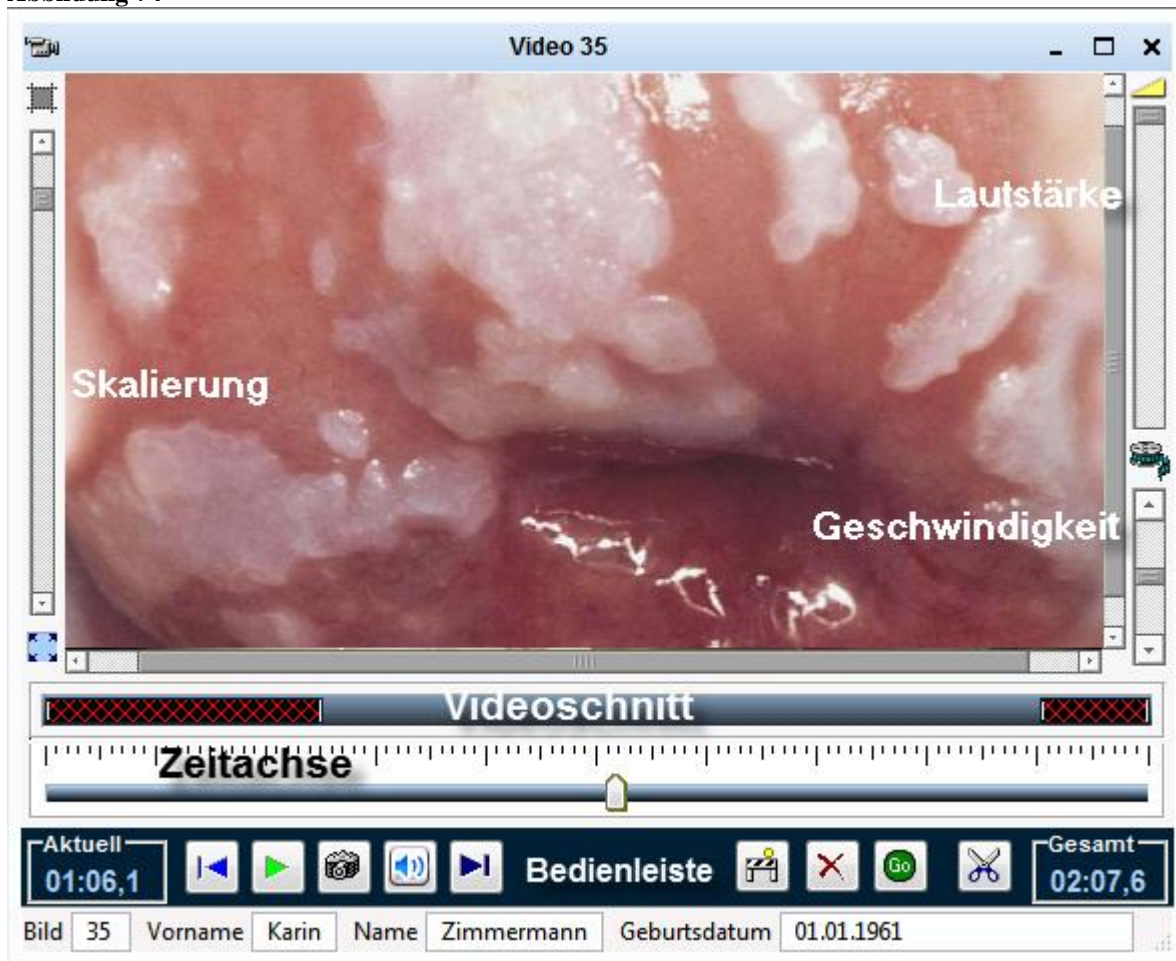 Video 35
Lautstärke
Skalierung
Geschwindigkeit
Videoschnitt
Zeitachse
Aktuell
01:06,1
Bedienleiste
Go
Gesamt
02:07,6
Bild 35 Vorname Karin Name Zimmermann Geburtsdatum 01.01.1961